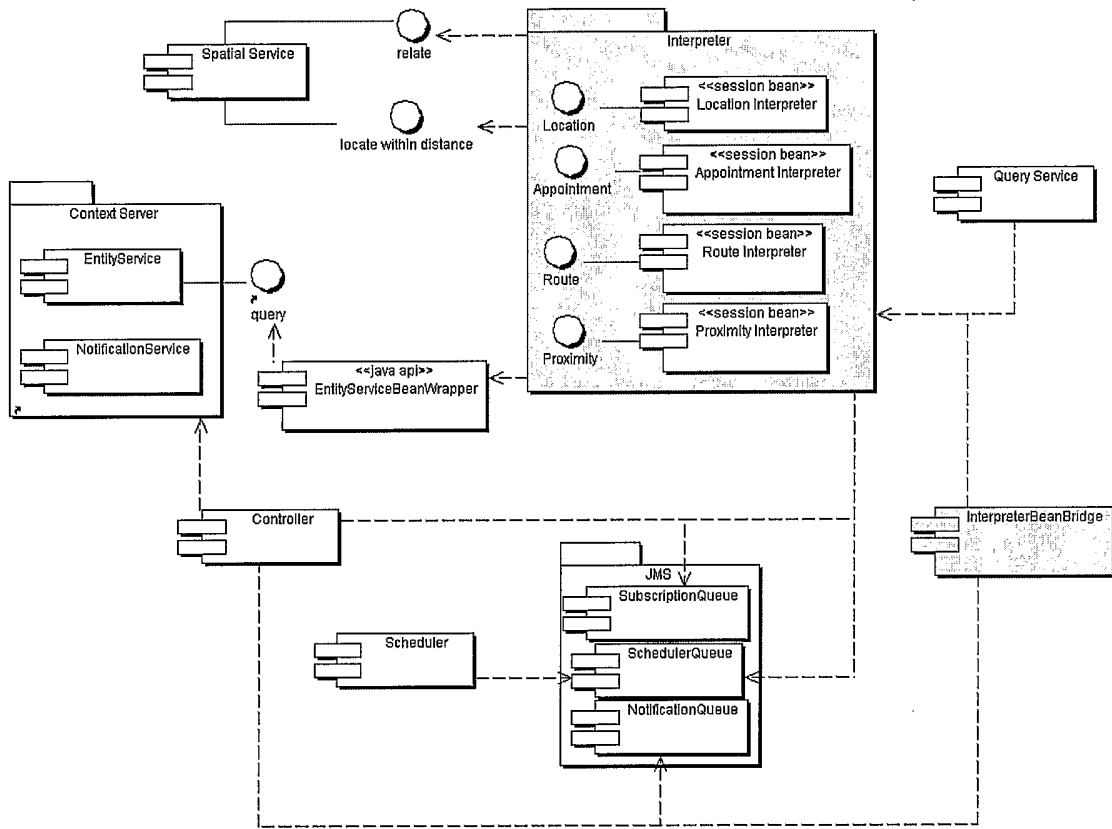 Interpreter
Spatial Service
relate
<<session bean>>
Location Interpreter
Location
locate within distance
<<session bean>>
Appointment Interpreter
Appointment
Query Service
Context Server
<<session bean>>
Route Interpreter
EntityService
Route
query
<<session bean>>
Proximity Interpreter
NotificationService
Proximity
<<java api>>
EntityServiceBeanWrapper
Controller
InterpreterBeanBridge
JMS
SubscriptionQueue
Scheduler
SchedulerQueue
NotificationQueue